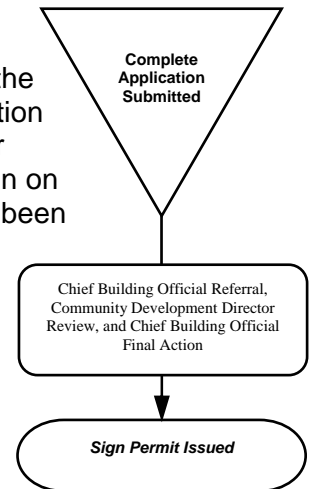 the
tion
r
n on
been
Complete
Application
Submitted
Chief Building Official Referral,
Community Development Director
Review, and Chief Building Official
Final Action
Sign Permit Issued